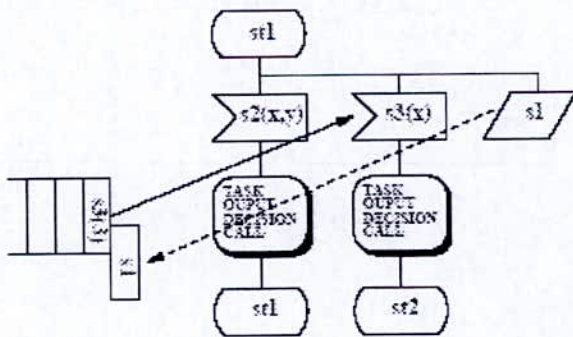 st1
s2(x,y)
s3(x)
s1
s3(3)
s1
TASK
OUPUT
DECISION
CALL
TASK
OUPUT
DECISION
CALL
st1
st2